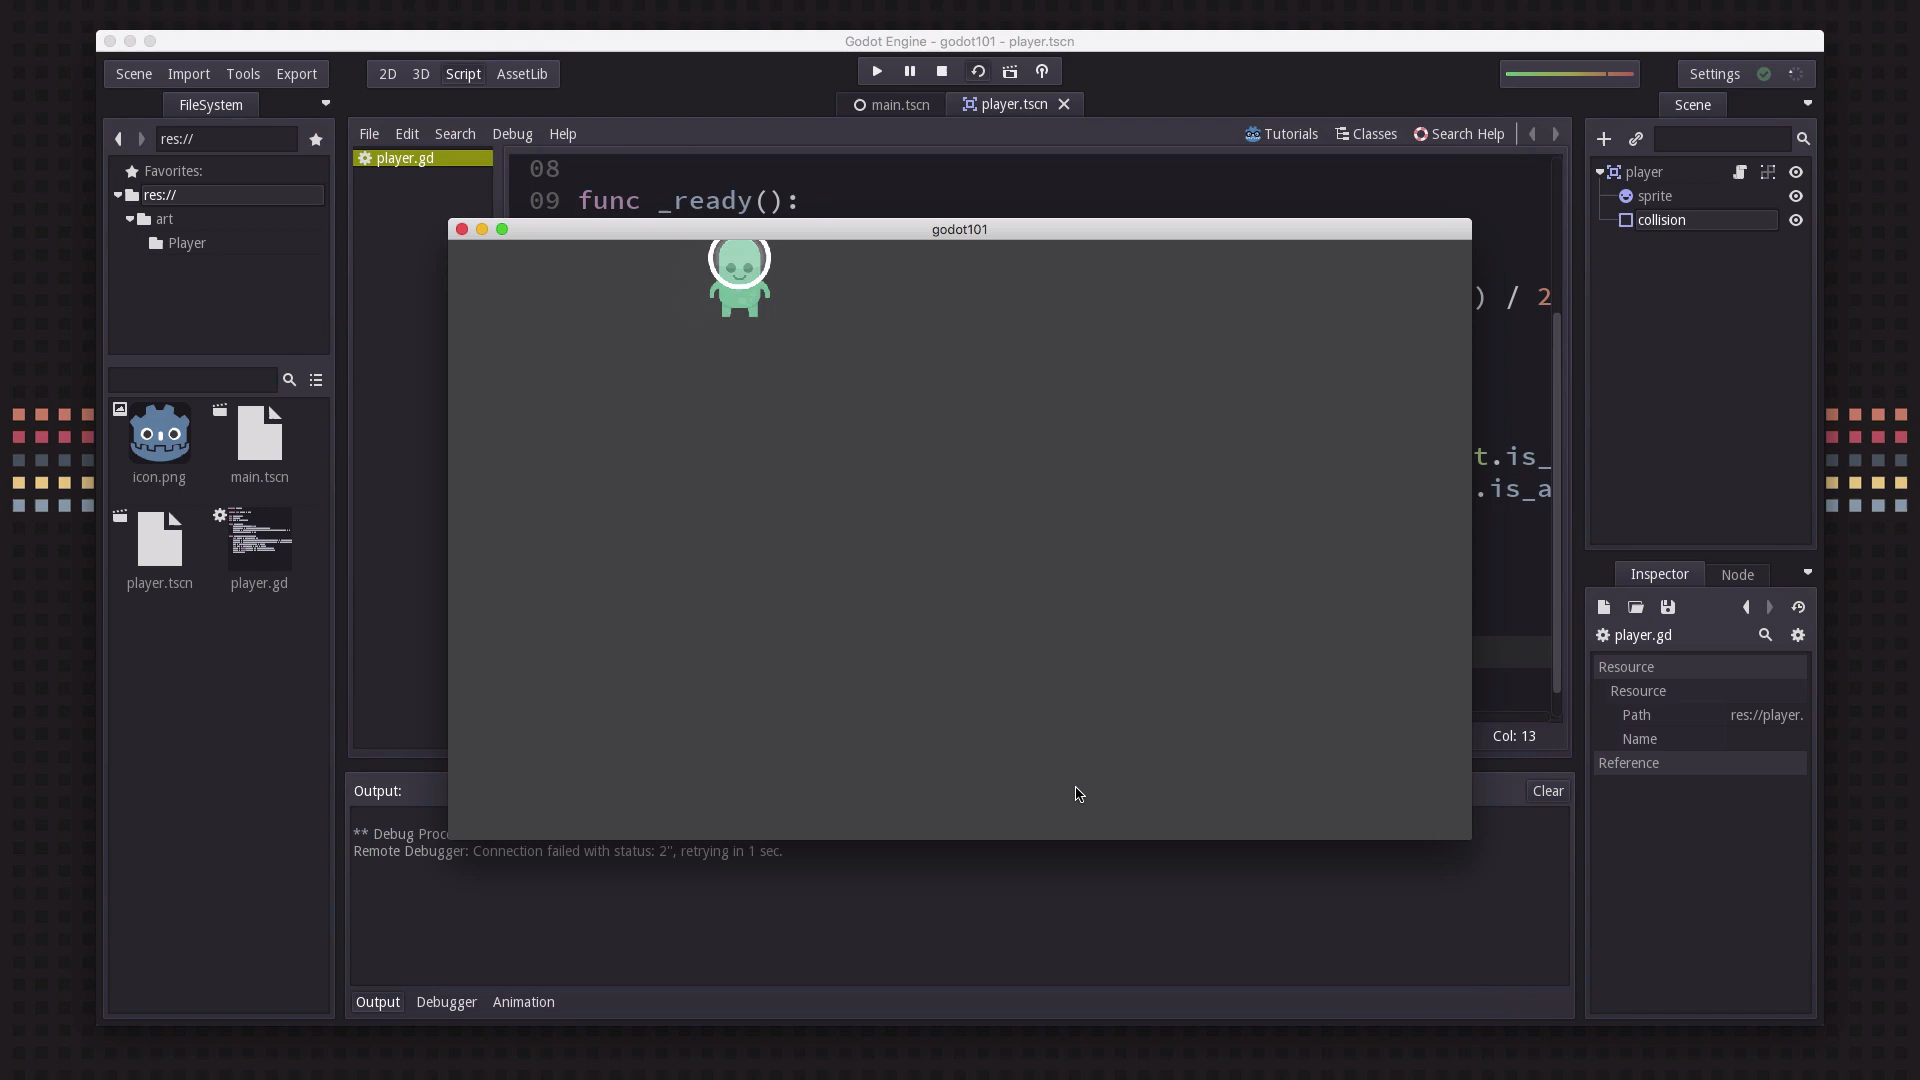 Godot Engine - godot101 - player.tscn
Scene Import Tools Export
2D 3D Script AssetLib
Settings
FileSystem
main.tscn
player.tscn
Scene
res://
File Edit Search Debug Help
Tutorials Classes Search Help
player.gd
Favorites:
res://
art
Player
08
09 func _ready():
) / 2
t.is_
.is_a
Col: 13
godot101
player
sprite
collision
icon.png
main.tscn
player.tscn
player.gd
Inspector Node
player.gd
Resource
Resource
Path res://player.
Name
Reference
Output:
Clear
** Debug Proc
Remote Debugger: Connection failed with status: 2'', retrying in 1 sec.
Output Debugger Animation